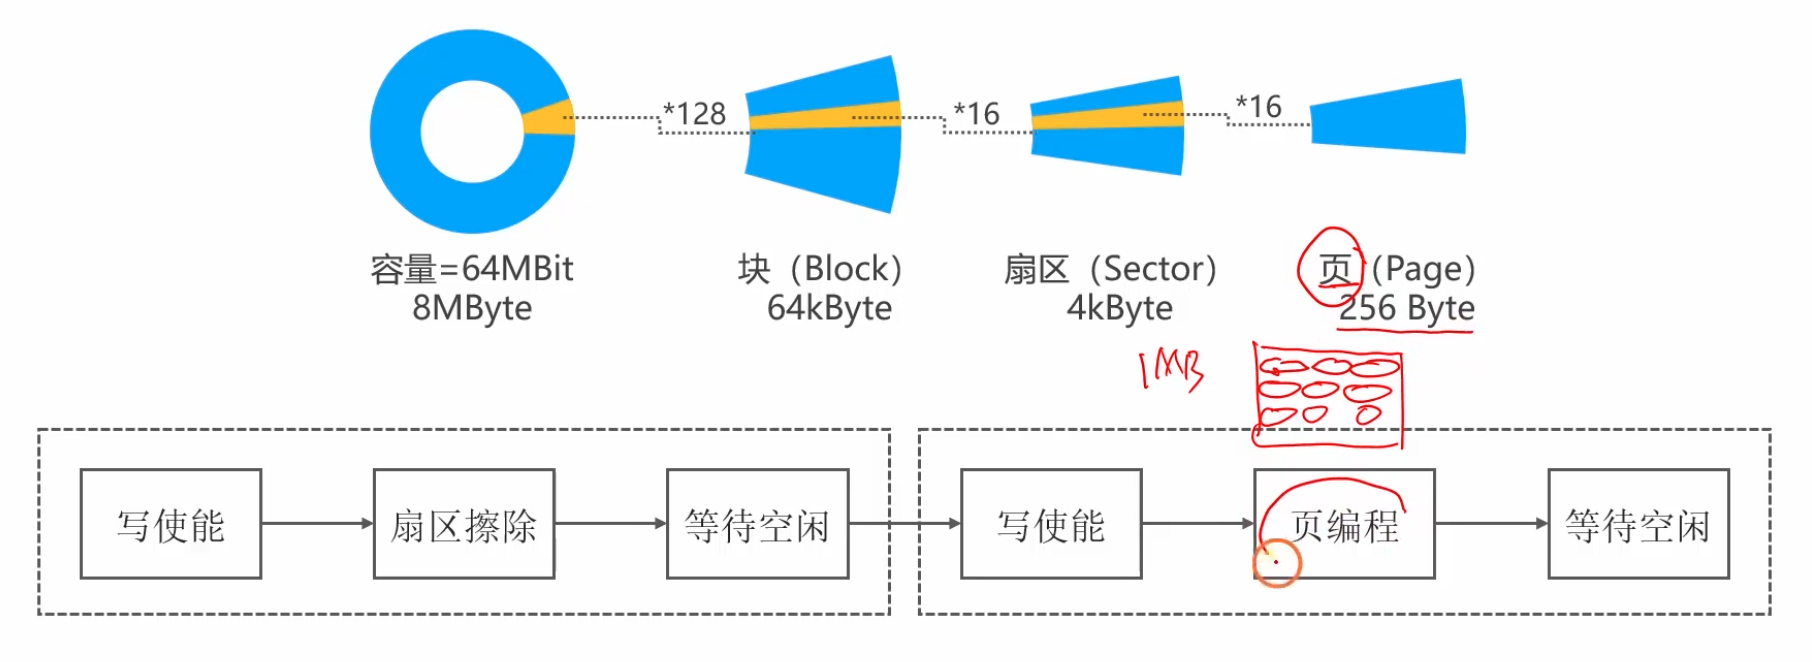 *128
*16
*16
容量=64MBit
8MByte
块（Block）
64kByte
扇区（Sector）
4kByte
页（Page）
256 Byte
1MB
写使能
扇区擦除
等待空闲
写使能
页编程
等待空闲